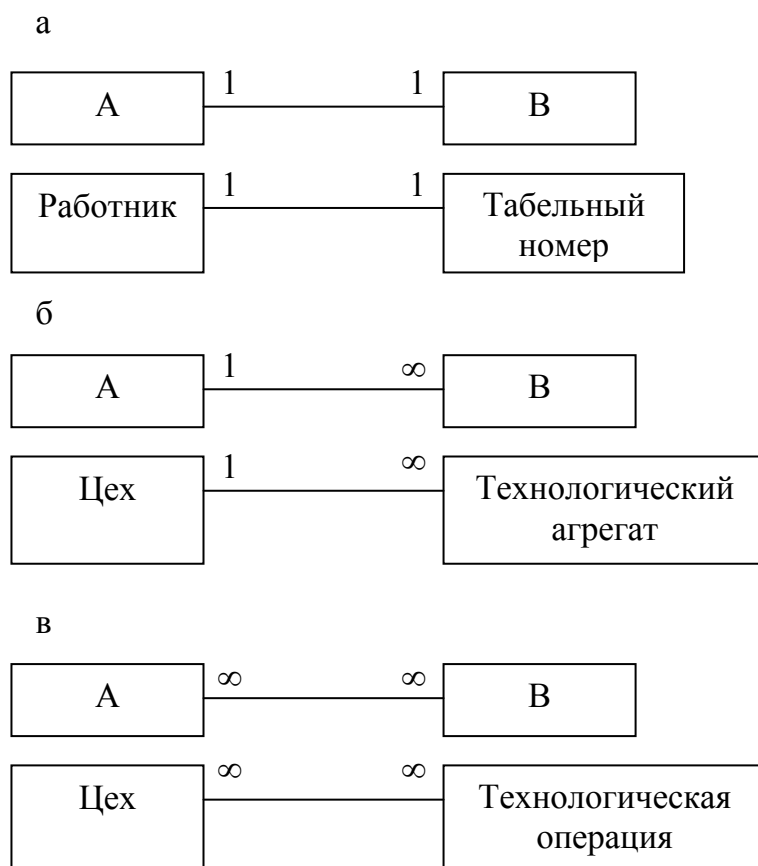 а
1 1
А В
1 1
Работник Табельный
номер
б
1 ∞
А В
1 ∞
Цех Технологический
агрегат
в
∞ ∞
А В
∞ ∞
Цех Технологическая
операция